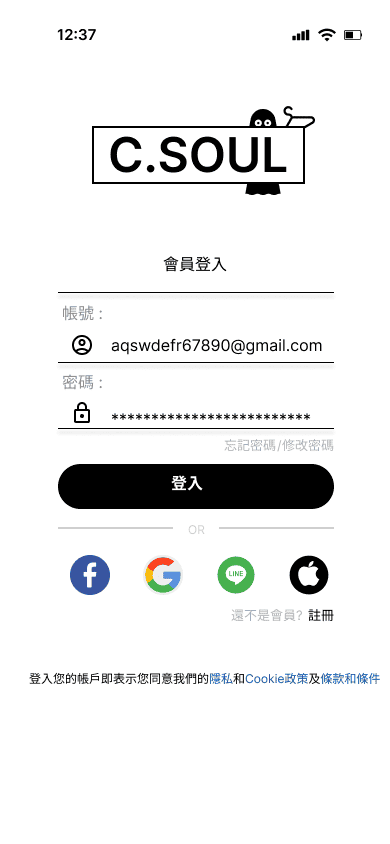 12:37
C.SOUL
會員登入
帳號 :
aqswdefr67890@gmail.com
密碼 :
*************************
忘記密碼/修改密碼
登入
OR
LINE
還不是會員? 註冊
登入您的帳戶即表示您同意我們的隱私和Cookie政策及條款和條件